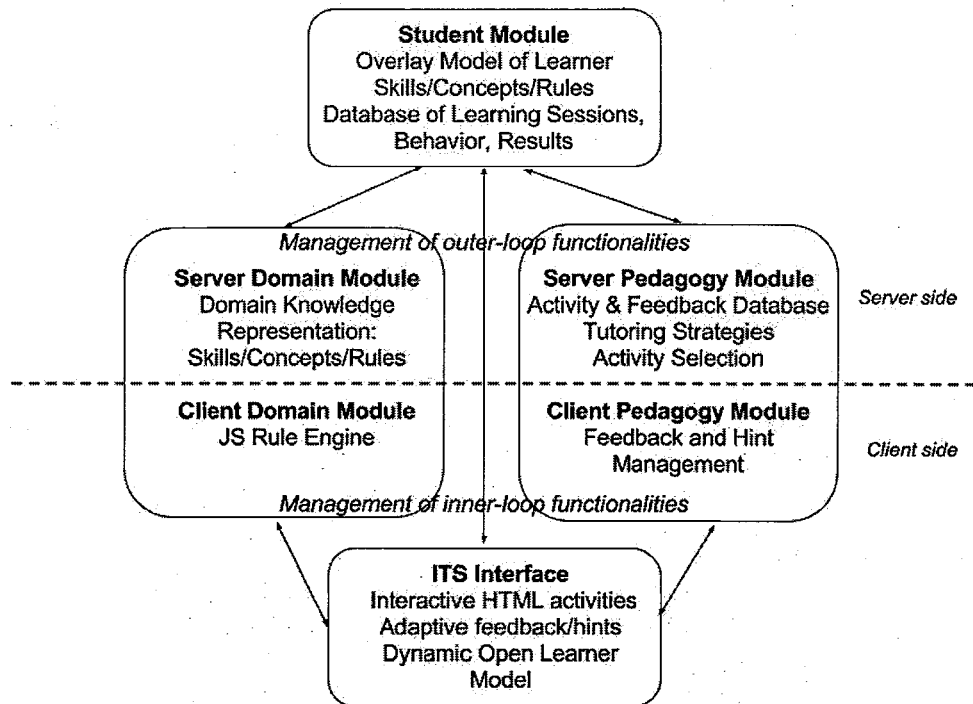 Student Module
Overlay Model of Learner
Skills/Concepts/Rules
Database of Learning Sessions,
Behavior, Results
Management of outer-loop functionalities
Server Domain Module
Domain Knowledge
Representation:
Skills/Concepts/Rules
Server Pedagogy Module
Activity & Feedback Database
Tutoring Strategies
Activity Selection
Server side
Client Domain Module
JS Rule Engine
Client Pedagogy Module
Feedback and Hint
Management
Client side
Management of inner-loop functionalities
ITS Interface
Interactive HTML activities
Adaptive feedback/hints
Dynamic Open Learner
Model